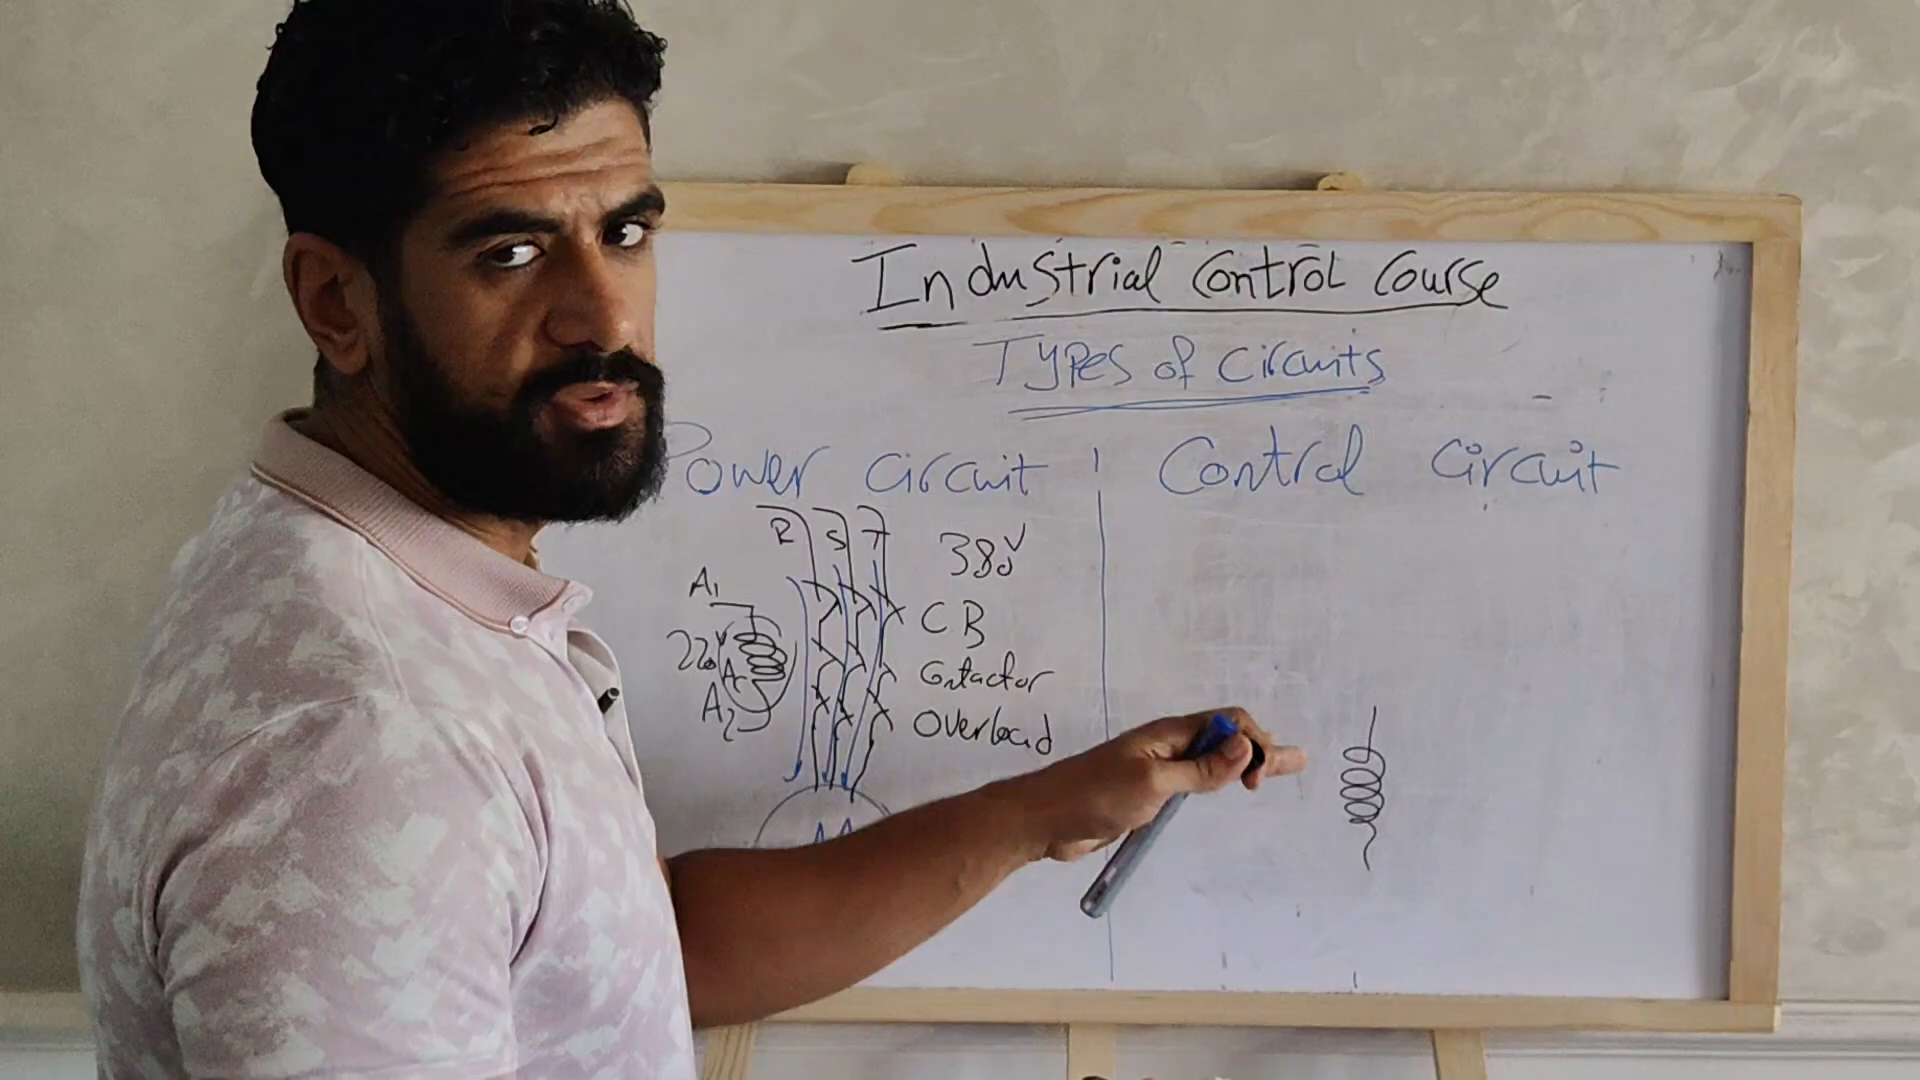 Industrial Control Course
Types of Circuits
Power Circuit
Control Circuit
R S T
380V
A1
CB
220V
Contactor
A2
Overload